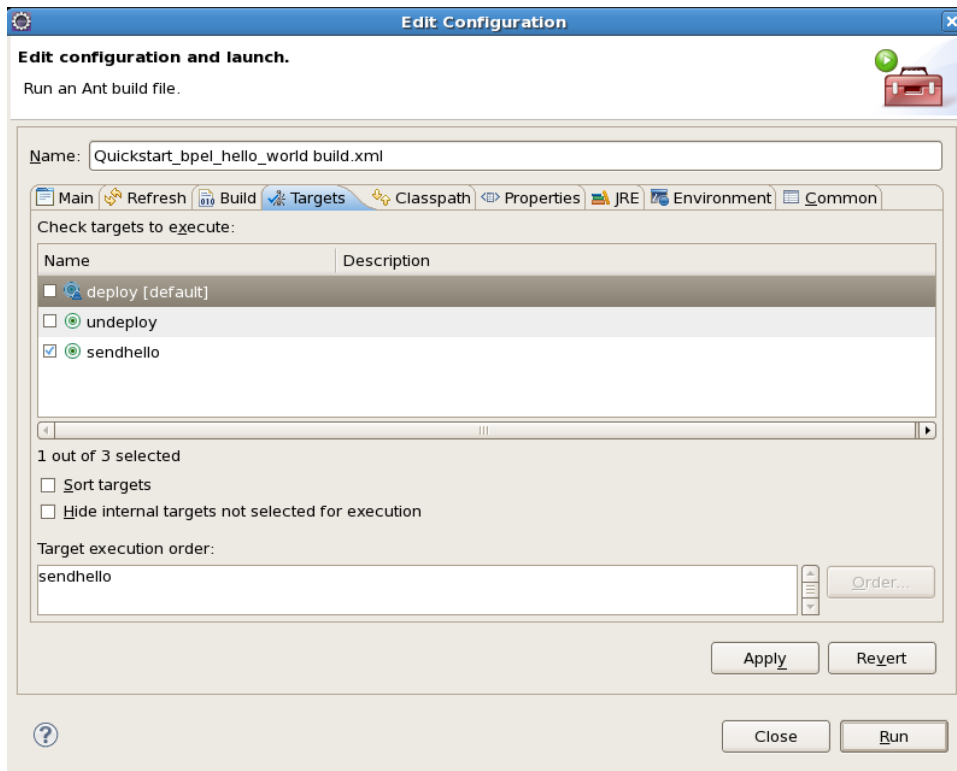 Edit Configuration
Edit configuration and launch.
Run an Ant build file.
Name: Quickstart_bpel_hello_world build.xml
Main Refresh Build Targets Classpath Properties JRE Environment Common
Check targets to execute:
Name Description
deploy [default]
undeploy
sendhello
1 out of 3 selected
Sort targets
Hide internal targets not selected for execution
Target execution order:
sendhello
Order...
Apply Revert
Close Run